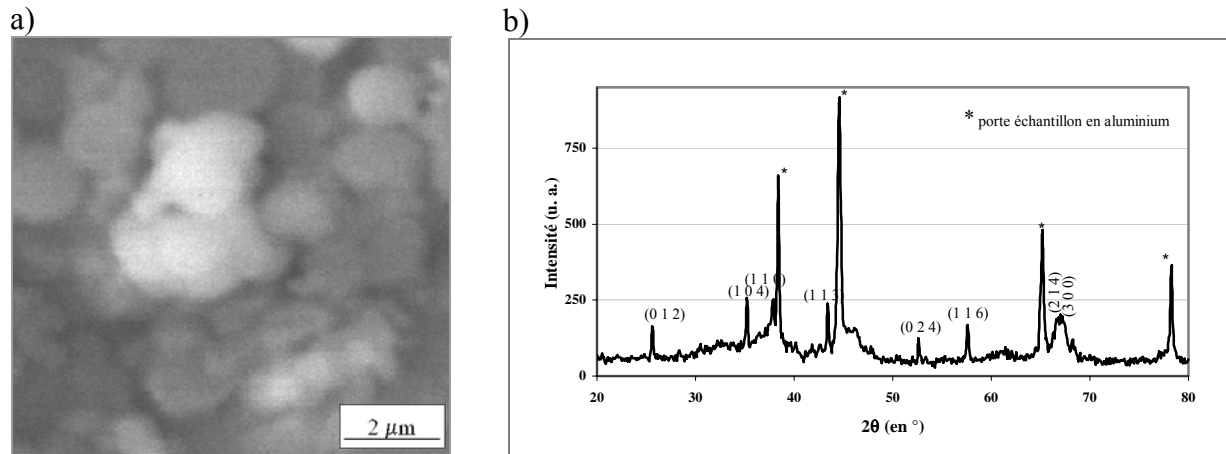 a)
b)
2 μm
* porte échantillon en aluminium
Intensité (u. a.)
750
500
250
0
*
*
*
*
(0 1 2)
(1 0 4)
(1 1 0)
(1 1 3)
(0 2 4)
(1 1 6)
(2 1 4)
(3 0 0)
20
30
40
50
60
70
80
2θ (en °)